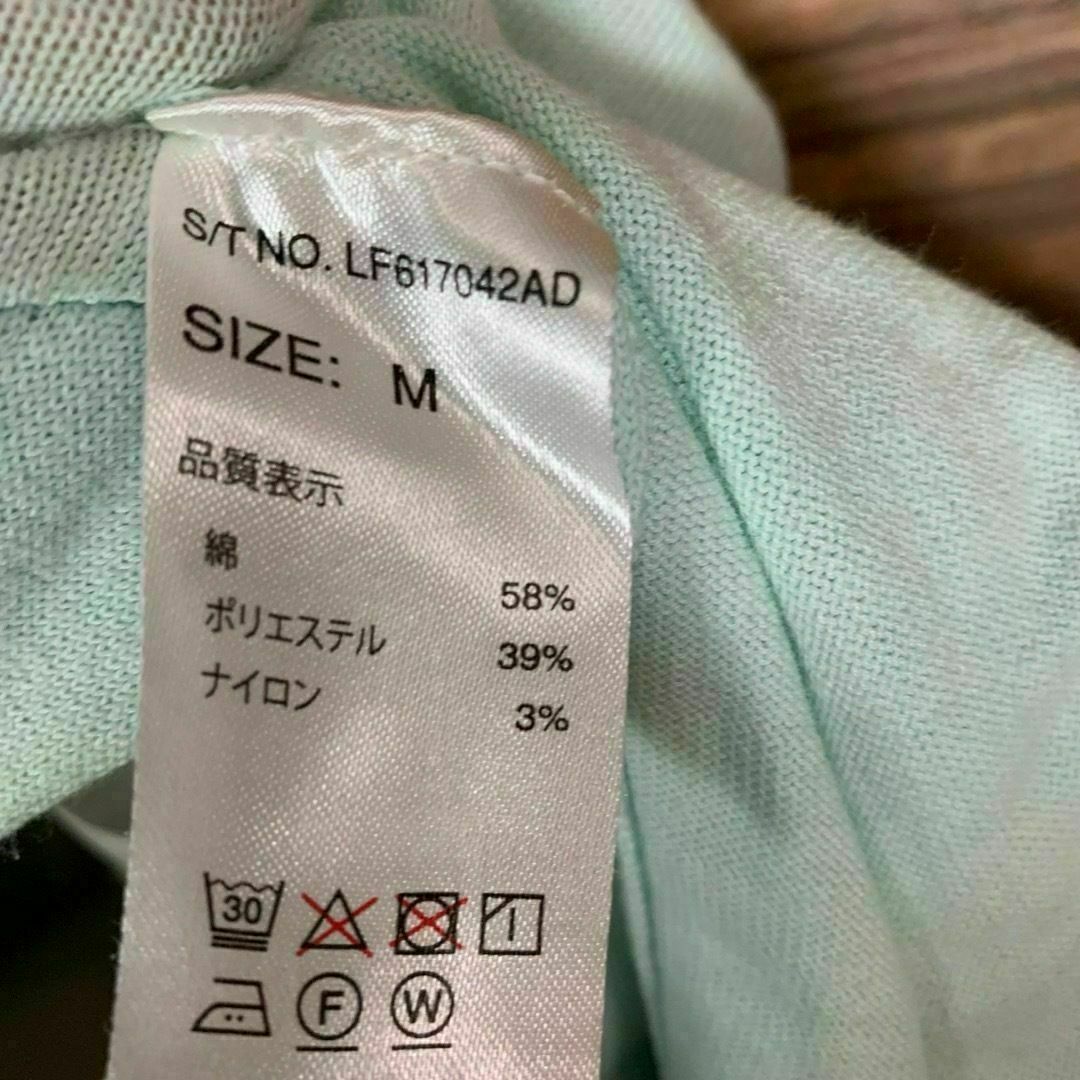 S/T NO. LF617042AD
SIZE: M
品質表示
綿 58%
ポリエステル 39%
ナイロン 3%
30
F W